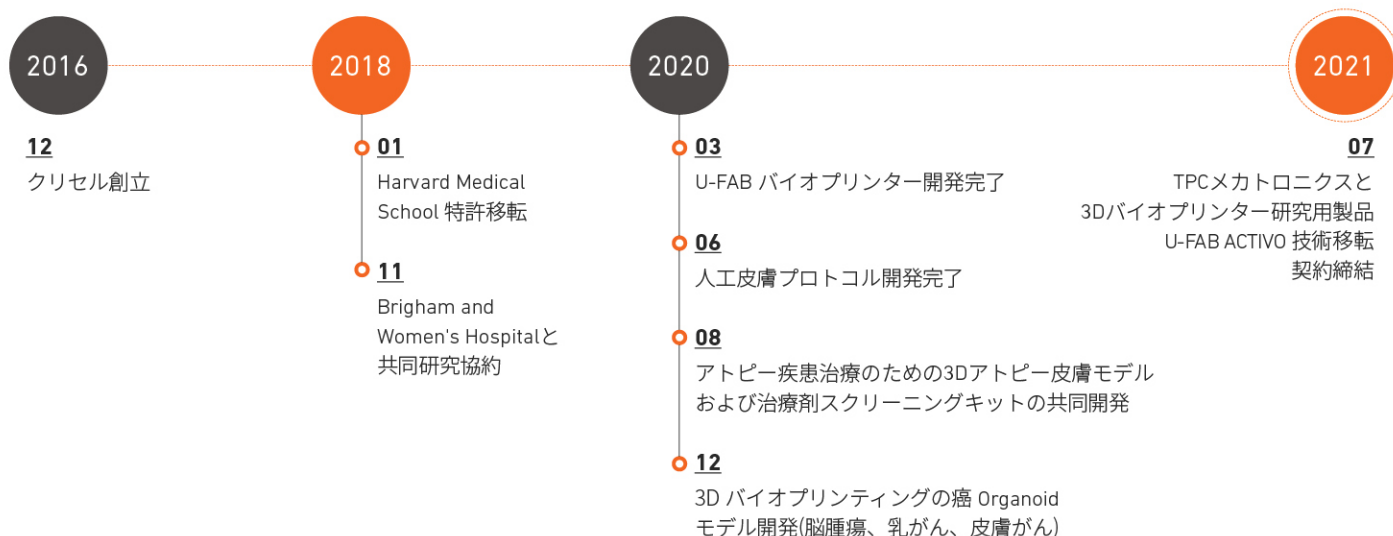 2016
12
クリセル創立
2018
01
Harvard Medical
School 特許移転
11
Brigham and
Women's Hospitalと
共同研究協約
2020
03
U-FAB バイオプリンター開発完了
06
人工皮膚プロトコル開発完了
08
アトピー疾患治療のための3Dアトピー皮膚モデル
および治療剤スクリーニングキットの共同開発
12
3D バイオプリンティングの癌 Organoid
モデル開発(脳腫瘍、乳がん、皮膚がん)
2021
07
TPCメカトロニクスと
3Dバイオプリンター研究用製品
U-FAB ACTIVO 技術移転
契約締結